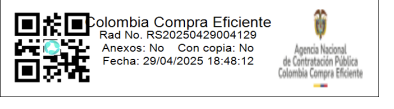 Colombia Compra Eficiente
Rad No. RS20250429004129
Anexos: No    Con copia: No
Fecha: 29/04/2025 18:48:12
Agencia Nacional
de Contratación Pública
Colombia Compra Eficiente